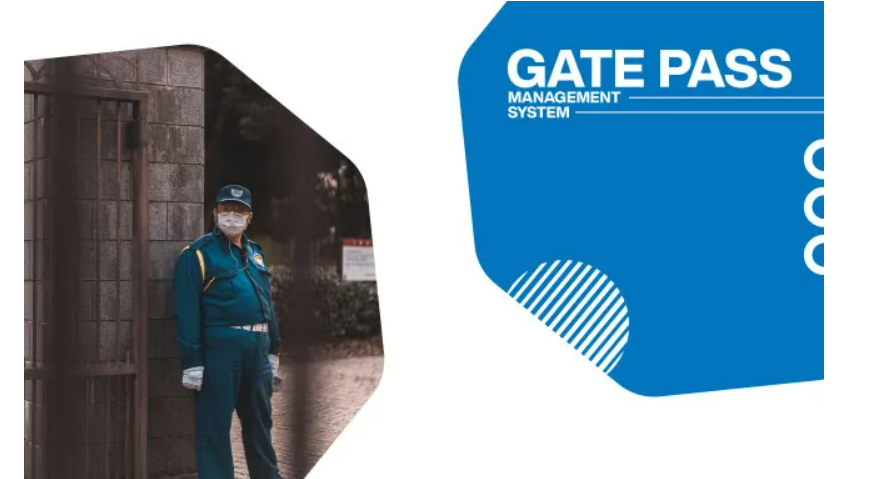 GATE PASS
MANAGEMENT
SYSTEM